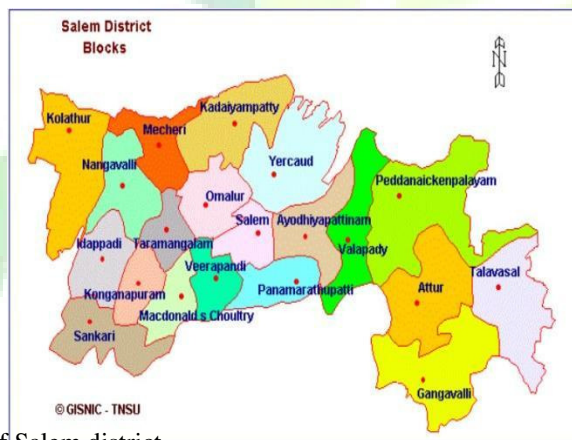 Salem District
Blocks
N
Kolathur
Mecheri
Kadaiyampatty
Nangavalli
Yercaud
Peddanaickenpalayam
Omalur
Salem
Ayodhiyapattinam
Idappadi
Taramangalam
Valapady
Veerapandi
Talavasal
Konganapuram
Panamarathupatti
Attur
Macdonald s Choultry
Sankari
Gangavalli
© GISNIC - TNSU
f Salem district